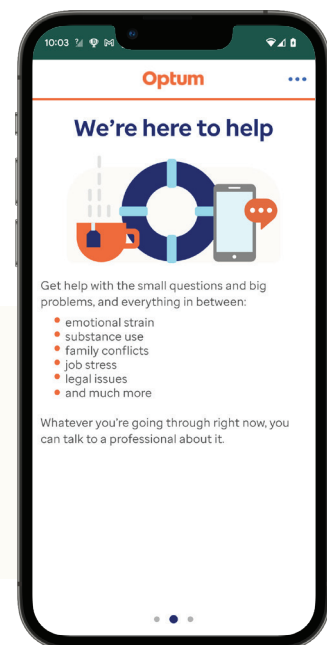 10:03
Optum
We're here to help
Get help with the small questions and big
problems, and everything in between:
emotional strain
substance use
family conflicts
job stress
legal issues
and much more
Whatever you're going through right now, you
can talk to a professional about it.